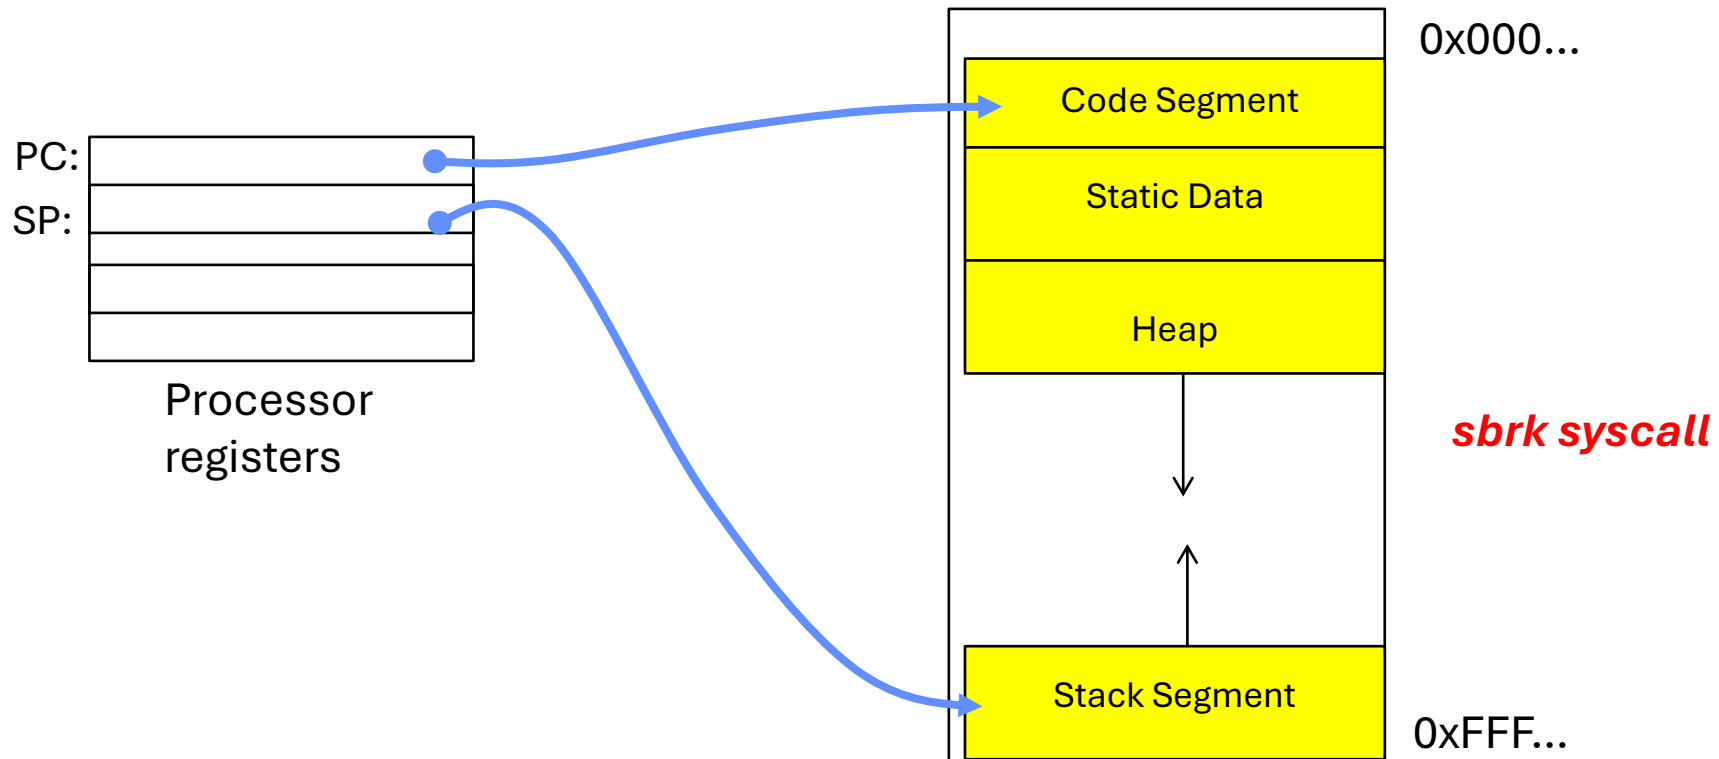 0x000...
Code Segment
PC:
Static Data
SP:
Heap
Processor
registers
sbrk syscall
Stack Segment
0xFFF...